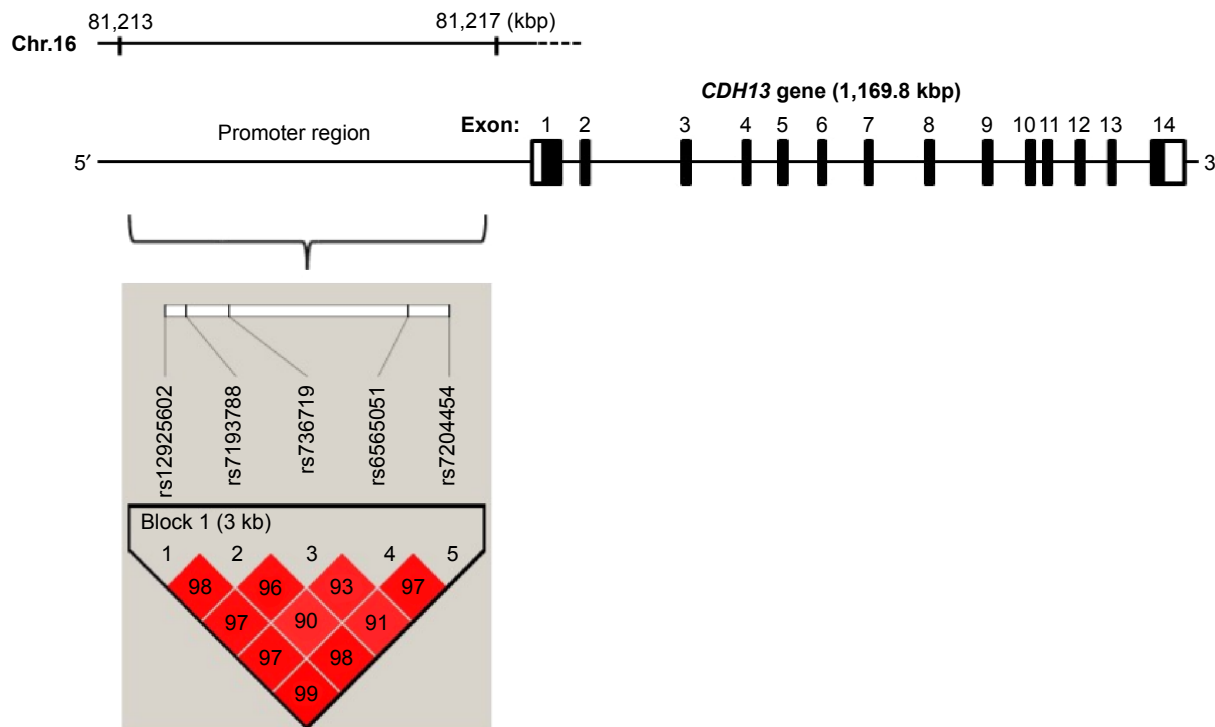 81,213 81,217 (kbp)
Chr.16
CDH13 gene (1,169.8 kbp)
Promoter region Exon: 1 2 3 4 5 6 7 8 9 10 11 12 13 14
5′ 3
rs12925602
rs7193788
rs736719
rs6565051
rs7204454
Block 1 (3 kb)
1 2 3 4 5
98 96 93 97
97 90 91
97 98
99